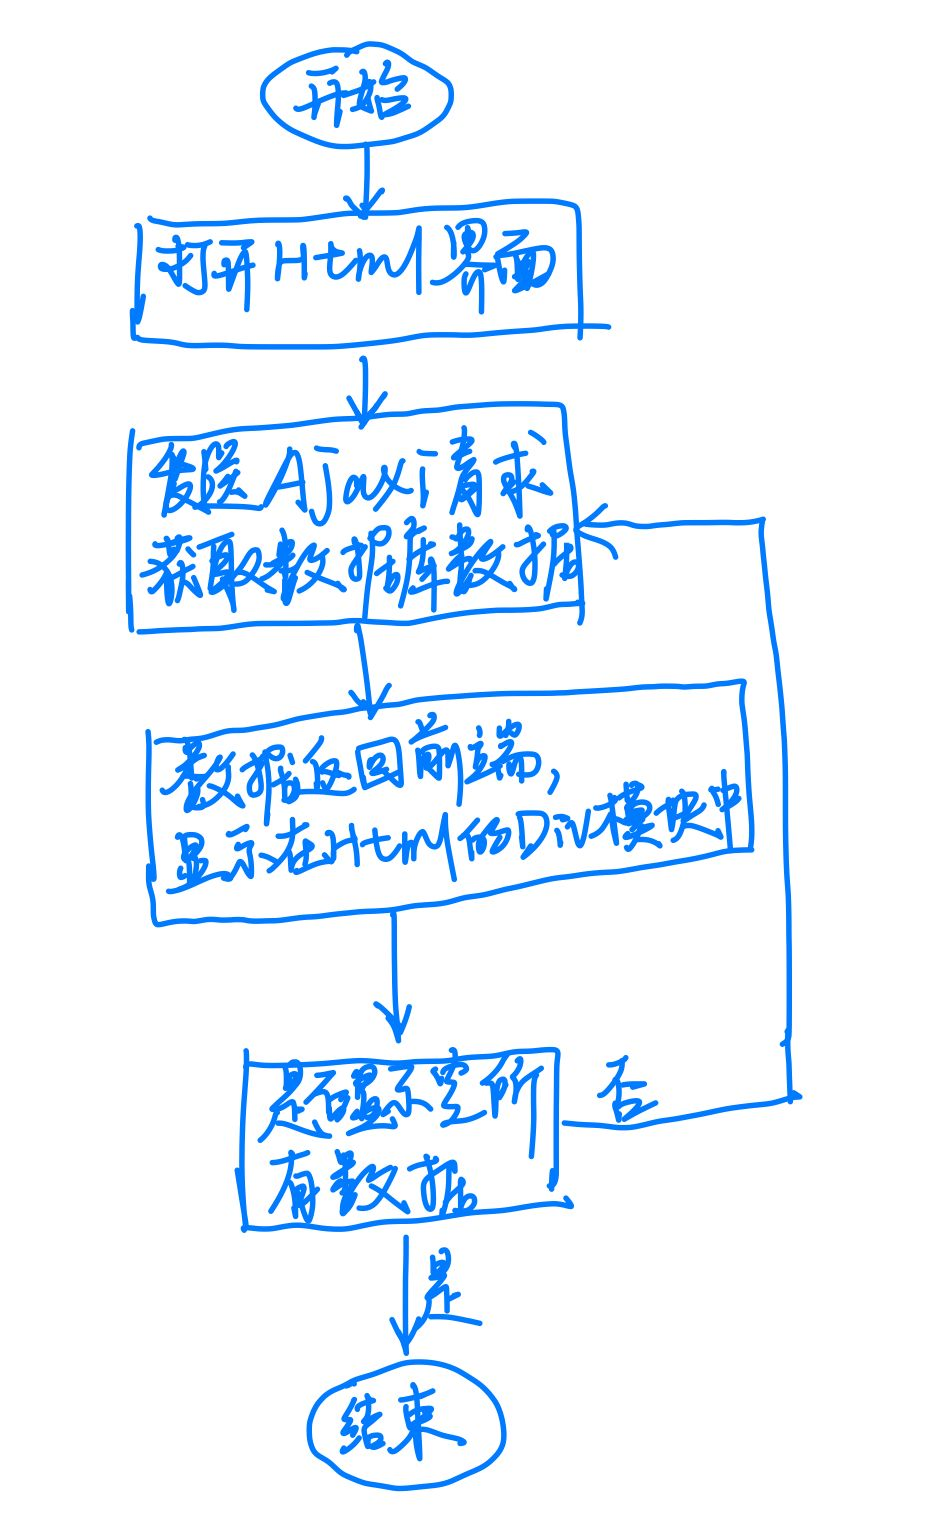 开始
打开Html界面
发送Ajax请求
获取数据库数据
数据返回前端,
显示在Html的Div模块中
是否显示完所
有数据
否
是
结束